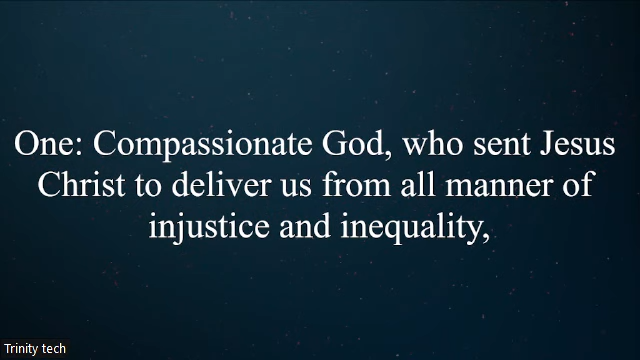 One: Compassionate God, who sent Jesus
Christ to deliver us from all manner of
injustice and inequality,
Trinity tech